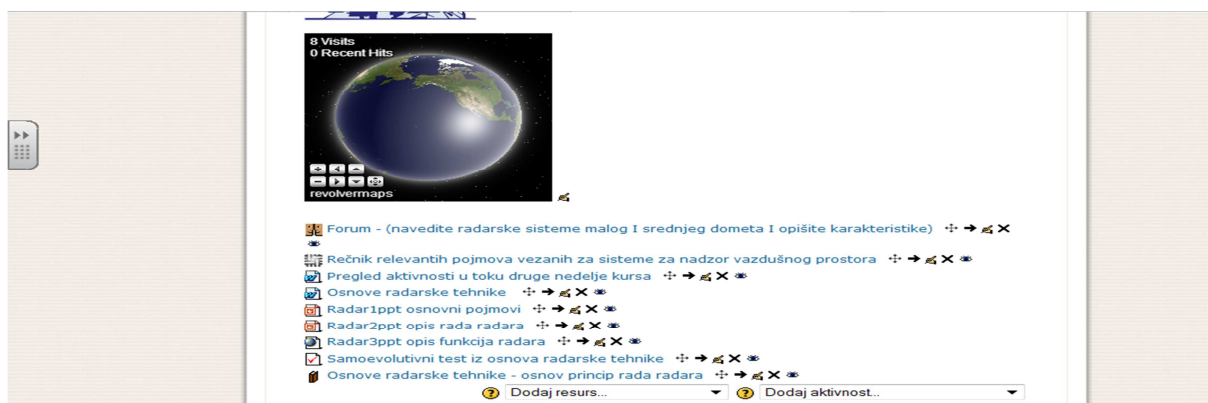 8 Visits
0 Recent Hits
revolvermaps
Forum - (navedite radarske sisteme malog I srednjeg dometa I opišite karakteristike)
Rečnik relevantih pojmova vezanih za sisteme za nadzor vazdušnog prostora
Pregled aktivnosti u toku druge nedelje kursa
Osnove radarske tehnike
Radar1ppt osnovni pojmovi
Radar2ppt opis rada radara
Radar3ppt opis funkcija radara
Samoevolutivni test iz osnova radarske tehnike
Osnove radarske tehnike - osnov princip rada radara
Dodaj resurs... Dodaj aktivnost...